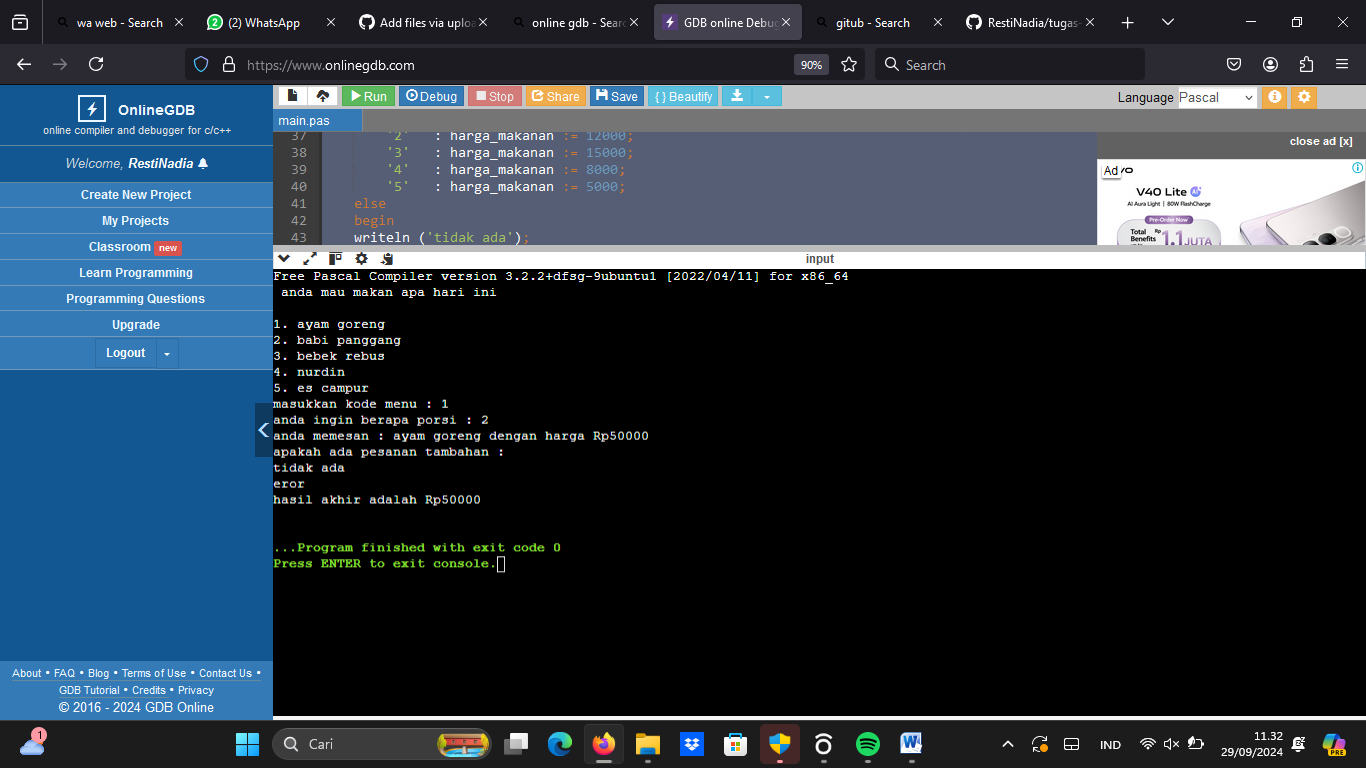 wa web - Search
(2) WhatsApp
Add files via uploa
online gdb - Searc
GDB online Debug
gitub - Search
RestiNadia/tugas-
https://www.onlinegdb.com
90%
Search
OnlineGDB
online compiler and debugger for c/c++
Welcome, RestiNadia
Create New Project
My Projects
Classroom new
Learn Programming
Programming Questions
Upgrade
Logout
About • FAQ • Blog • Terms of Use • Contact Us •
GDB Tutorial • Credits • Privacy
© 2016 - 2024 GDB Online
Run Debug Stop Share Save { } Beautify
Language Pascal
main.pas
37 '2' : harga_makanan := 12000;
38 '3' : harga_makanan := 15000;
39 '4' : harga_makanan := 8000;
40 '5' : harga_makanan := 5000;
41 else
42 begin
43 writeln ('tidak ada');
close ad [x]
Ad
V40 Lite AI
AI Aura Light | 80W FlashCharge
Pre-Order Now
Total
Benefits
Rp 1.1 JUTA
input
Free Pascal Compiler version 3.2.2+dfsg-9ubuntu1 [2022/04/11] for x86_64
anda mau makan apa hari ini
1. ayam goreng
2. babi panggang
3. bebek rebus
4. nurdin
5. es campur
masukkan kode menu : 1
anda ingin berapa porsi : 2
anda memesan : ayam goreng dengan harga Rp50000
apakah ada pesanan tambahan :
tidak ada
eror
hasil akhir adalah Rp50000
...Program finished with exit code 0
Press ENTER to exit console.
1
Cari
IND
11.32
29/09/2024
PRE